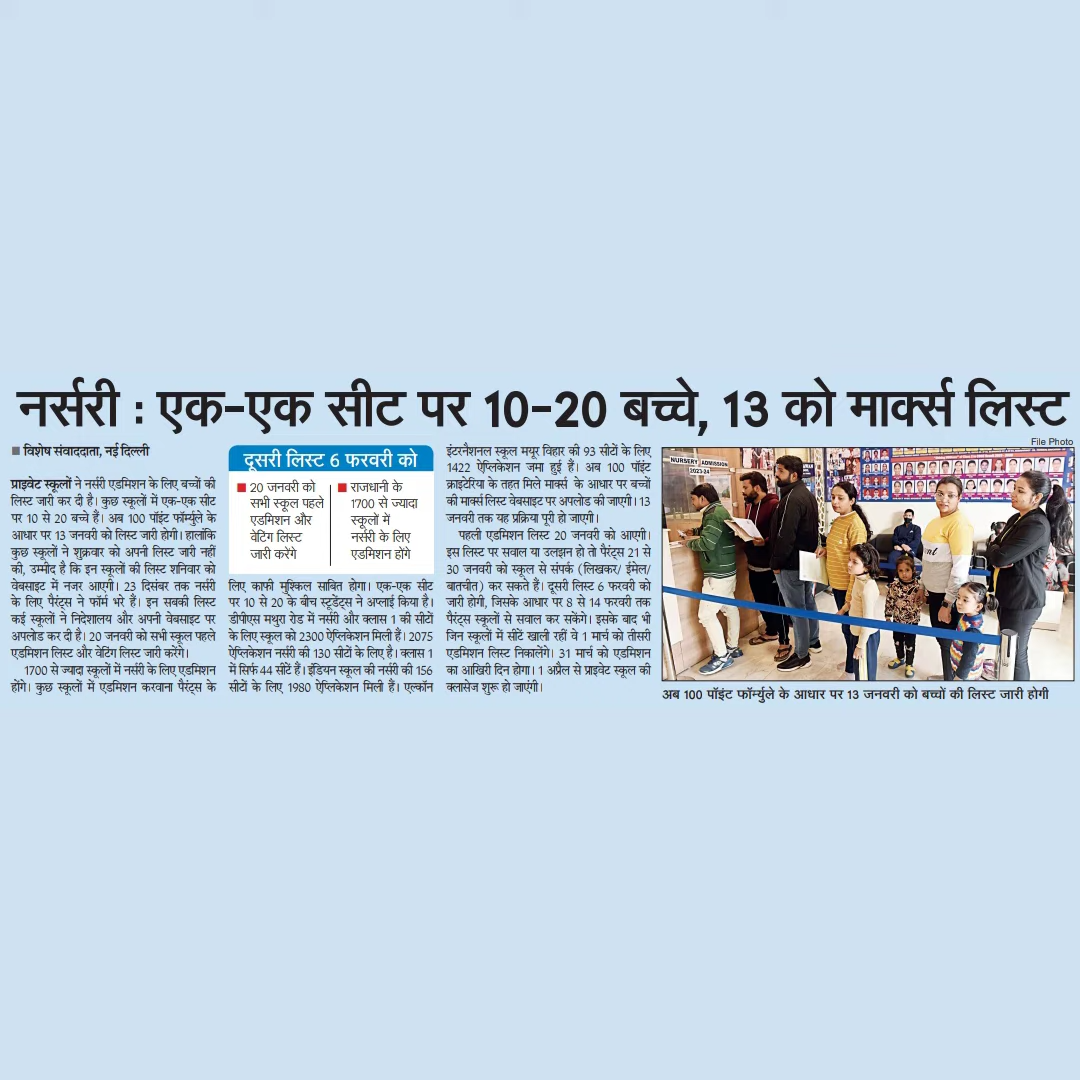 नर्सरी : एक-एक सीट पर 10-20 बच्चे, 13 को मार्क्स लिस्ट
■ विशेष संवाददाता, नई दिल्ली
प्राइवेट स्कूलों ने नर्सरी एडमिशन के लिए बच्चों की
लिस्ट जारी कर दी है। कुछ स्कूलों में एक-एक सीट
पर 10 से 20 बच्चे हैं। अब 100 पॉइंट फॉर्म्युले के
आधार पर 13 जनवरी को लिस्ट जारी होगी। हालांकि
कुछ स्कूलों ने शुक्रवार को अपनी लिस्ट जारी नहीं
की, उम्मीद है कि इन स्कूलों की लिस्ट शनिवार को
वेबसाइट में नजर आएगी। 23 दिसंबर तक नर्सरी
के लिए पैरंट्स ने फॉर्म भरे हैं। इन सबकी लिस्ट
कई स्कूलों ने निदेशालय और अपनी वेबसाइट पर
अपलोड कर दी है। 20 जनवरी को सभी स्कूल पहले
एडमिशन लिस्ट और वेटिंग लिस्ट जारी करेंगे।
1700 से ज्यादा स्कूलों में नर्सरी के लिए एडमिशन
होंगे। कुछ स्कूलों में एडमिशन करवाना पैरंट्स के
दूसरी लिस्ट 6 फरवरी को
■ 20 जनवरी को
सभी स्कूल पहले
एडमिशन और
वेटिंग लिस्ट
जारी करेंगे
■ राजधानी के
1700 से ज्यादा
स्कूलों में
नर्सरी के लिए
एडमिशन होंगे
लिए काफी मुश्किल साबित होगा। एक-एक सीट
पर 10 से 20 के बीच स्टूडेंट्स ने अप्लाई किया है।
डीपीएस मथुरा रोड में नर्सरी और क्लास 1 की सीटों
के लिए स्कूल को 2300 ऐप्लिकेशन मिली हैं। 2075
ऐप्लिकेशन नर्सरी की 130 सीटों के लिए है। क्लास 1
में सिर्फ 44 सीटें हैं। इंडियन स्कूल की नर्सरी की 156
सीटों के लिए 1980 ऐप्लिकेशन मिली हैं। एल्कॉन
इंटरनैशनल स्कूल मयूर विहार की 93 सीटों के लिए
1422 ऐप्लिकेशन जमा हुई हैं। अब 100 पॉइंट
क्राइटेरिया के तहत मिले मार्क्स के आधार पर बच्चों
की मार्क्स लिस्ट वेबसाइट पर अपलोड की जाएगी। 13
जनवरी तक यह प्रक्रिया पूरी हो जाएगी।
पहली एडमिशन लिस्ट 20 जनवरी को आएगी।
इस लिस्ट पर सवाल या उलझन हो तो पैरंट्स 21 से
30 जनवरी को स्कूल से संपर्क (लिखकर/ ईमेल/
बातचीत) कर सकते हैं। दूसरी लिस्ट 6 फरवरी को
जारी होगी, जिसके आधार पर 8 से 14 फरवरी तक
पैरंट्स स्कूलों से सवाल कर सकेंगे। इसके बाद भी
जिन स्कूल में सीटें खाली रहीं वे 1 मार्च को तीसरी
एडमिशन लिस्ट निकालेंगे। 31 मार्च को एडमिशन
का आखिरी दिन होगा। 1 अप्रैल से प्राइवेट स्कूल की
क्लासेज शुरू हो जाएंगी।
File Photo
NURSERY ADMISSION
2023-24
अब 100 पॉइंट फॉर्म्युले के आधार पर 13 जनवरी को बच्चों की लिस्ट जारी होगी